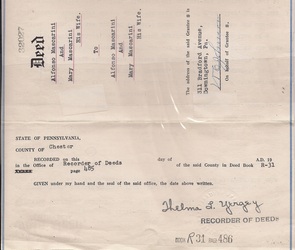 Deed
Alfonso Mascarini
And
Mary Mascarini
His Wife.
To
Alfonso Mascarini
And
Mary Mascarini
His Wife.
The address of the said Grantee is
311 Bradford Avenue,
Downingtown, Pa.
On behalf of Grantee s.
STATE OF PENNSYLVANIA,
COUNTY OF Chester
RECORDED on this day of A.D. 19
in the Office of Recorder of Deeds of the said County in Deed Book R-31
page 485
GIVEN under my hand and the seal of the said office, the date above written.
Thelma L. Yerger
RECORDER OF DEEDS
R 31 486